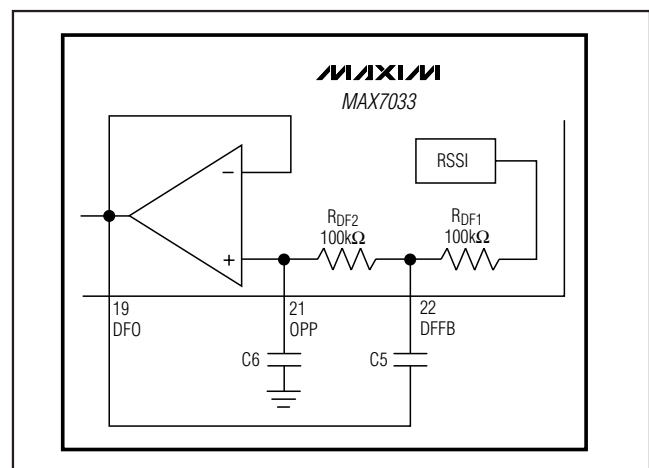 MAXIM
MAX7033
RSSI
RDF2
100kΩ
RDF1
100kΩ
−
+
19
DFO
21
OPP
22
DFFB
C6
C5